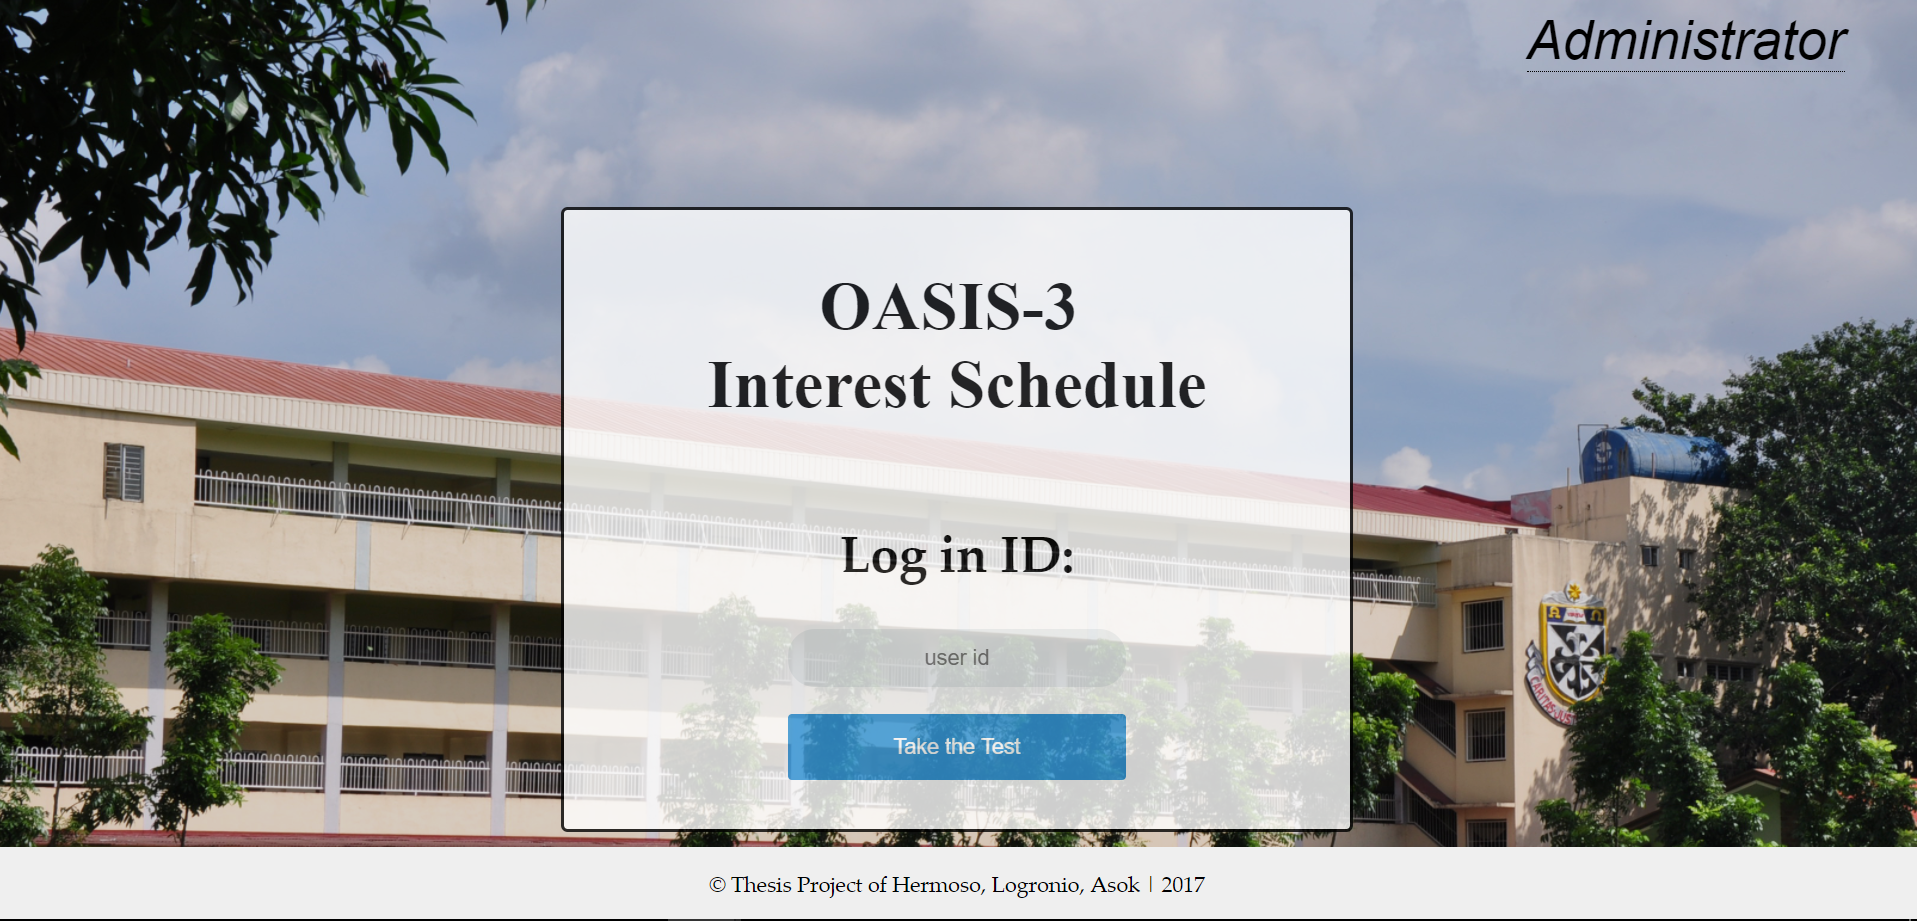 Administrator
OASIS-3
Interest Schedule
Log in ID:
user id
Take the Test
CARITAS
© Thesis Project of Hermoso, Logronio, Asok | 2017